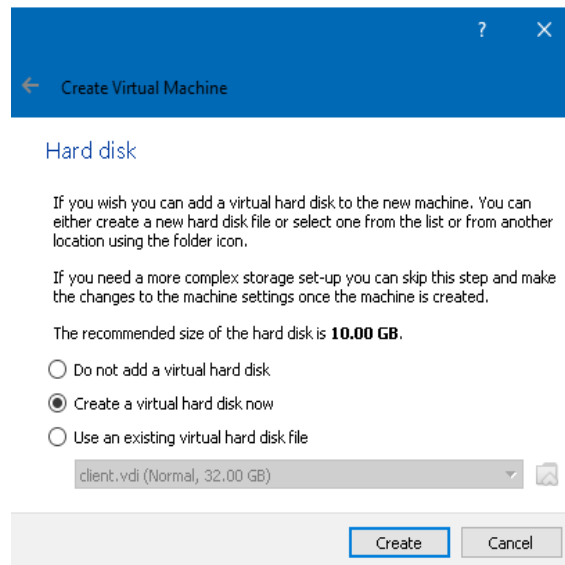 ?
Create Virtual Machine
Hard disk
If you wish you can add a virtual hard disk to the new machine. You can
either create a new hard disk file or select one from the list or from another
location using the folder icon.
If you need a more complex storage set-up you can skip this step and make
the changes to the machine settings once the machine is created.
The recommended size of the hard disk is 10.00 GB.
Do not add a virtual hard disk
Create a virtual hard disk now
Use an existing virtual hard disk file
client.vdi (Normal, 32.00 GB)
Create Cancel